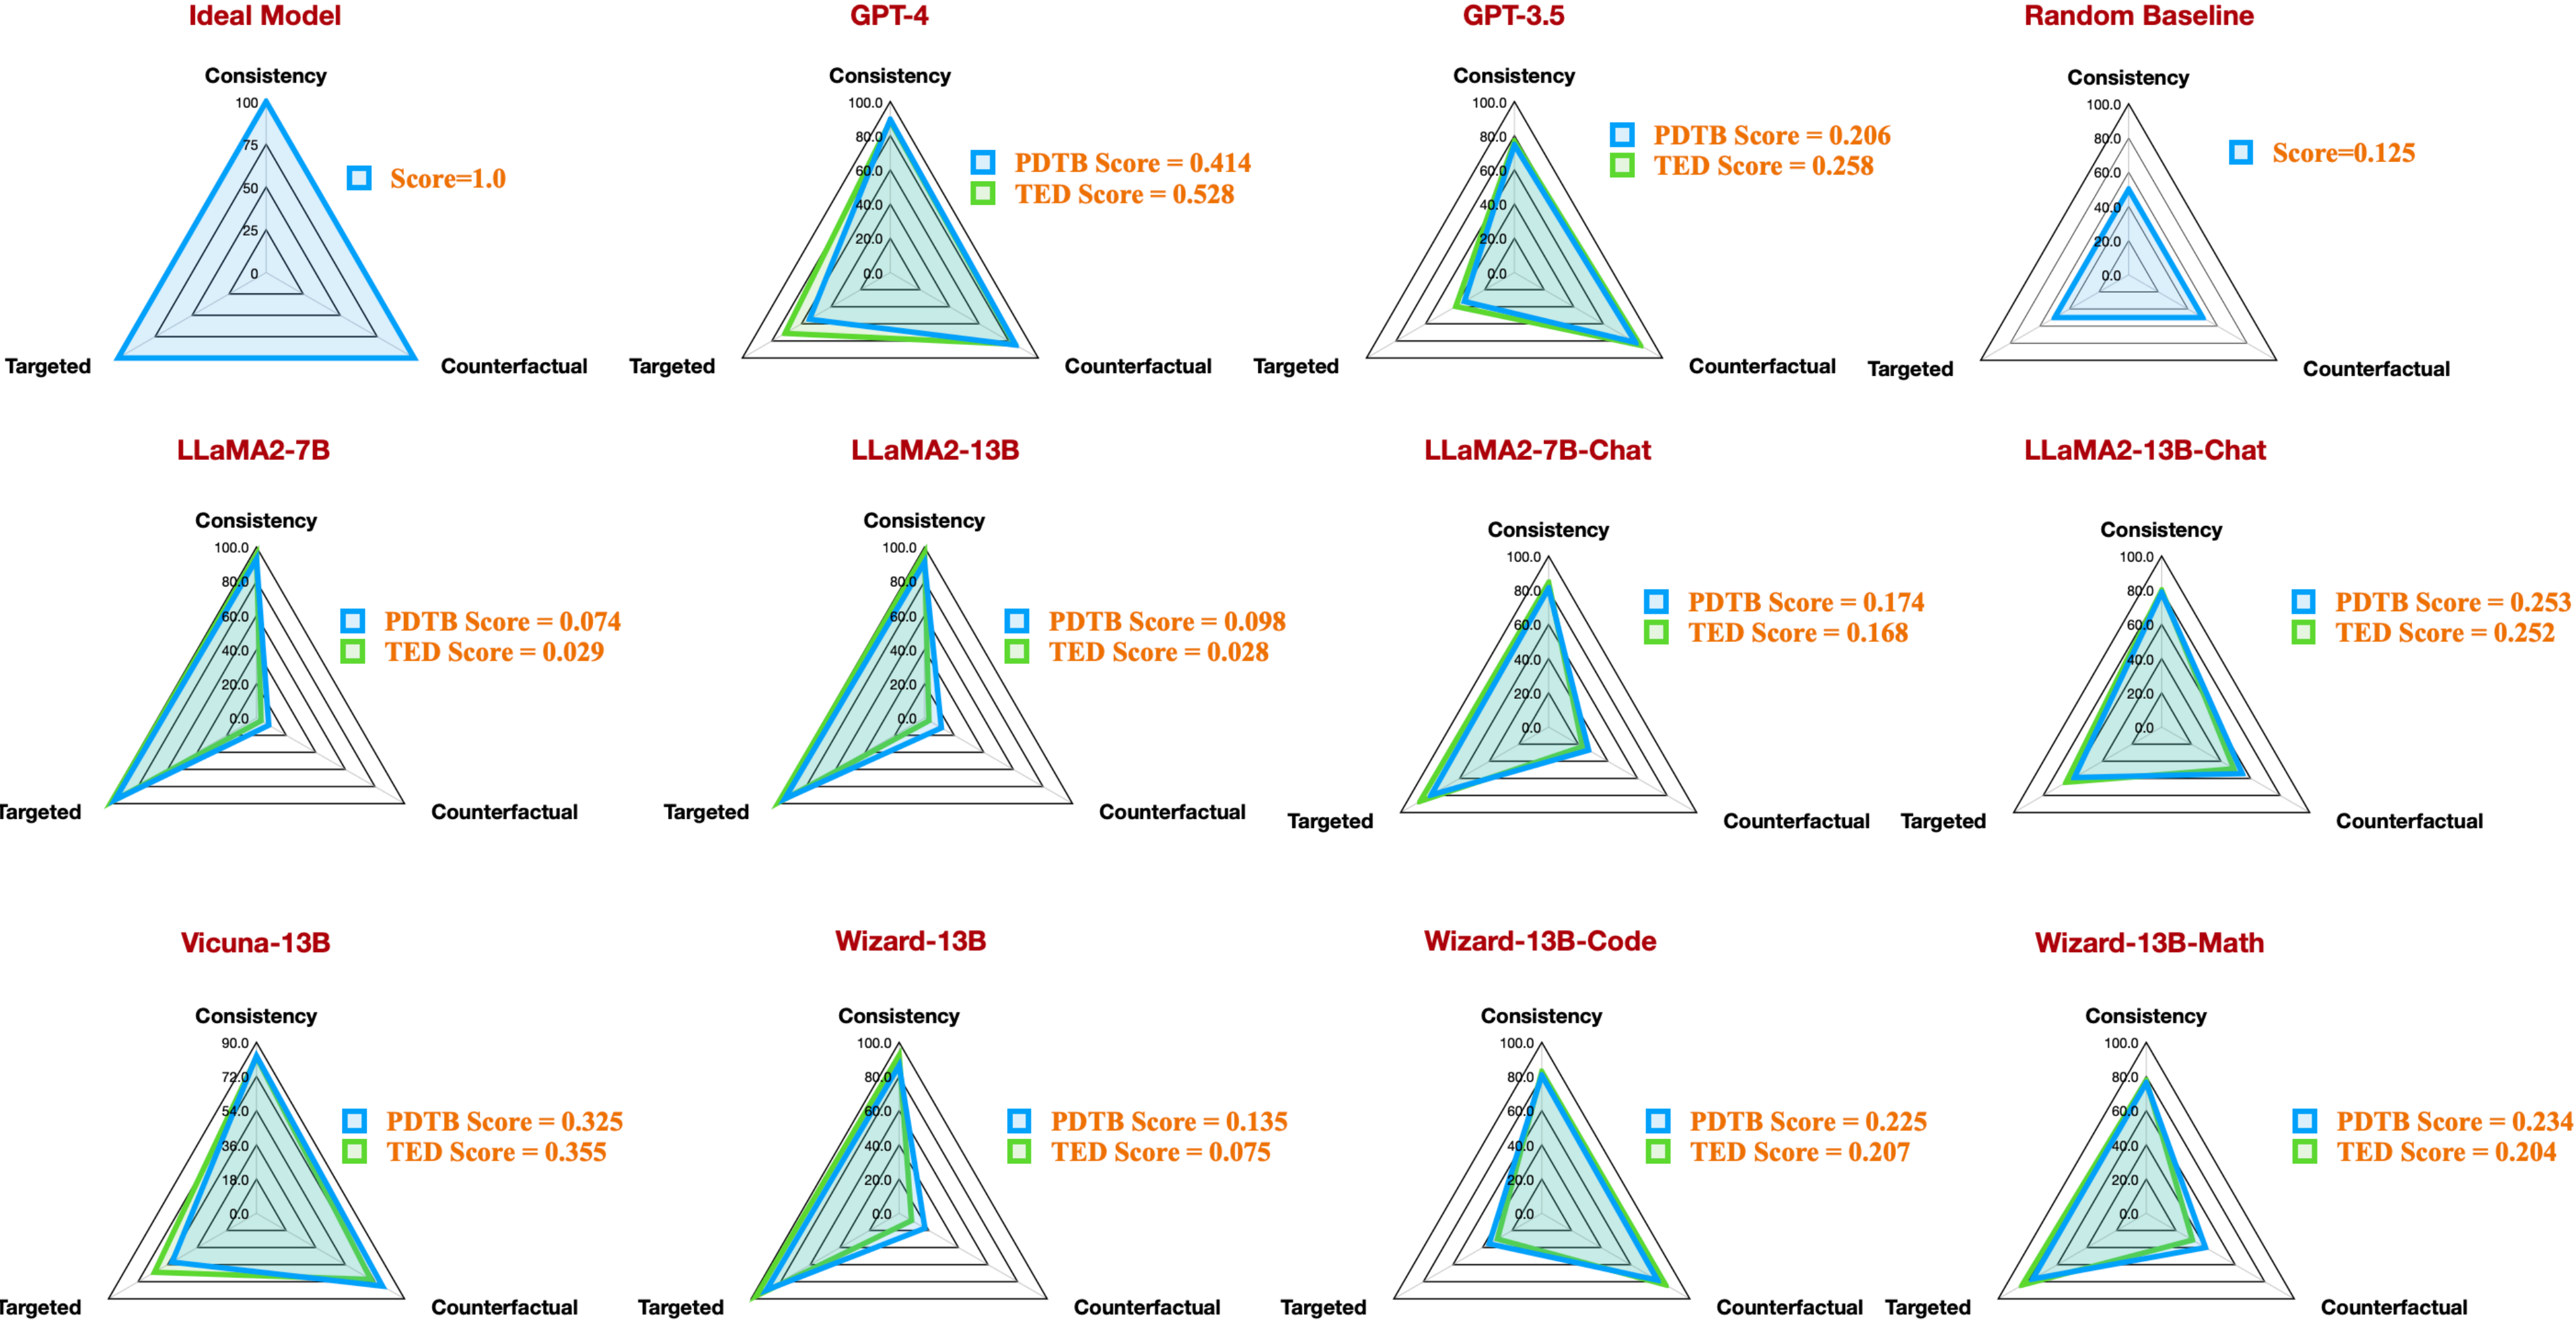 Ideal Model
Consistency
100
75
50
25
0
Targeted
Counterfactual
Score=1.0
GPT-4
Consistency
100.0
80.0
60.0
40.0
20.0
0.0
Targeted
Counterfactual
PDTB Score = 0.414
TED Score = 0.528
GPT-3.5
Consistency
100.0
80.0
60.0
40.0
20.0
0.0
Targeted
Counterfactual
PDTB Score = 0.206
TED Score = 0.258
Random Baseline
Consistency
100.0
80.0
60.0
40.0
20.0
0.0
Targeted
Counterfactual
Score=0.125
LLaMA2-7B
Consistency
100.0
80.0
60.0
40.0
20.0
0.0
Targeted
Counterfactual
PDTB Score = 0.074
TED Score = 0.029
LLaMA2-13B
Consistency
100.0
80.0
60.0
40.0
20.0
0.0
Targeted
Counterfactual
PDTB Score = 0.098
TED Score = 0.028
LLaMA2-7B-Chat
Consistency
100.0
80.0
60.0
40.0
20.0
0.0
Targeted
Counterfactual
PDTB Score = 0.174
TED Score = 0.168
LLaMA2-13B-Chat
Consistency
100.0
80.0
60.0
40.0
20.0
0.0
Targeted
Counterfactual
PDTB Score = 0.253
TED Score = 0.252
Vicuna-13B
Consistency
90.0
72.0
54.0
36.0
18.0
0.0
Targeted
Counterfactual
PDTB Score = 0.325
TED Score = 0.355
Wizard-13B
Consistency
100.0
80.0
60.0
40.0
20.0
0.0
Targeted
Counterfactual
PDTB Score = 0.135
TED Score = 0.075
Wizard-13B-Code
Consistency
100.0
80.0
60.0
40.0
20.0
0.0
Targeted
Counterfactual
PDTB Score = 0.225
TED Score = 0.207
Wizard-13B-Math
Consistency
100.0
80.0
60.0
40.0
20.0
0.0
Targeted
Counterfactual
PDTB Score = 0.234
TED Score = 0.204